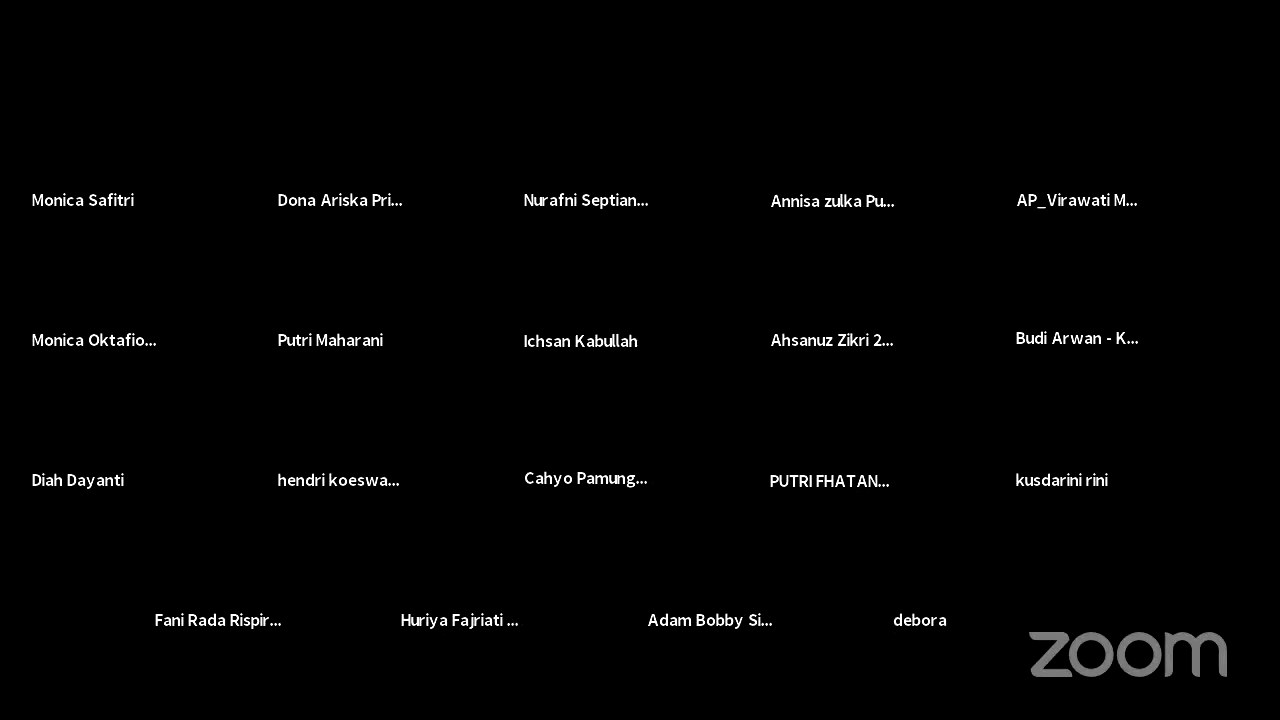 Monica Safitri Dona Ariska Pri... Nurafni Septian... Annisa zulka Pu... AP_Virawati M...
Monica Oktafio... Putri Maharani Ichsan Kabullah Ahsanuz Zikri 2... Budi Arwan - K...
Diah Dayanti hendri koeswa... Cahyo Pamung... PUTRI FHATAN... kusdarini rini
Fani Rada Rispir... Huriya Fajriati ... Adam Bobby Si... debora
zoom